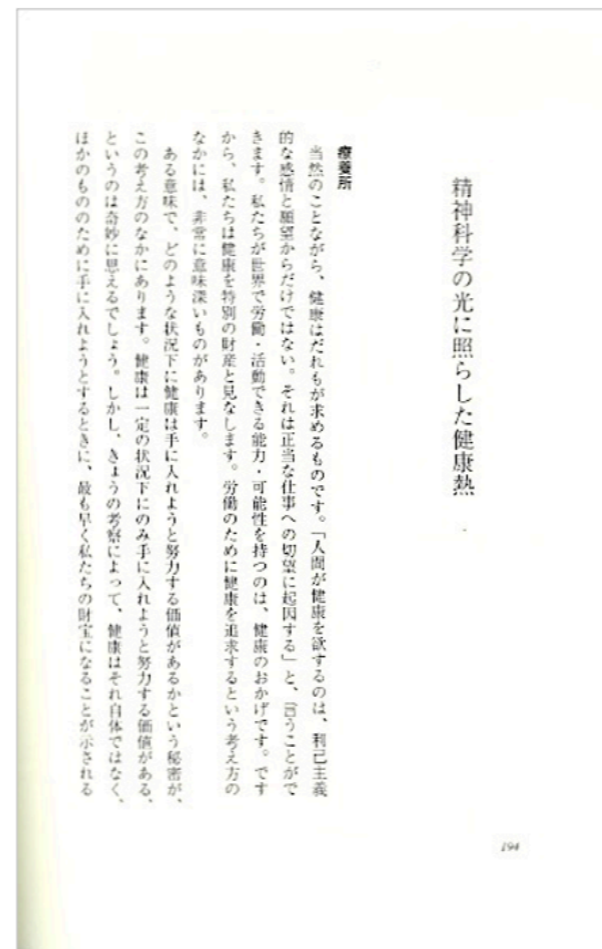 精神科学の光に照らした健康熱
療養所
当然のことながら、健康はだれもが求めるものです。「人間が健康を欲するのは、利己主義
的な感情と願望からだけではない。それは正当な仕事への切望に起因する」と、言うことがで
きます。私たちが世界で労働・活動できる能力・可能性を持つのは、健康のおかげです。です
から、私たちは健康を特別の財産と見なします。労働のために健康を追求するという考え方の
なかには、非常に意味深いものがあります。
ある意味で、どのような状況下に健康は手に入れようと努力する価値があるかという秘密が、
この考え方のなかにあります。健康は一定の状況下にのみ手に入れようと努力する価値がある、
というのは奇妙に思えるでしょう。しかし、きょうの考察によって、健康はそれ自体ではなく、
ほかのもののために手に入れようとするときに、最も早く私たちの財宝になることが示される
194